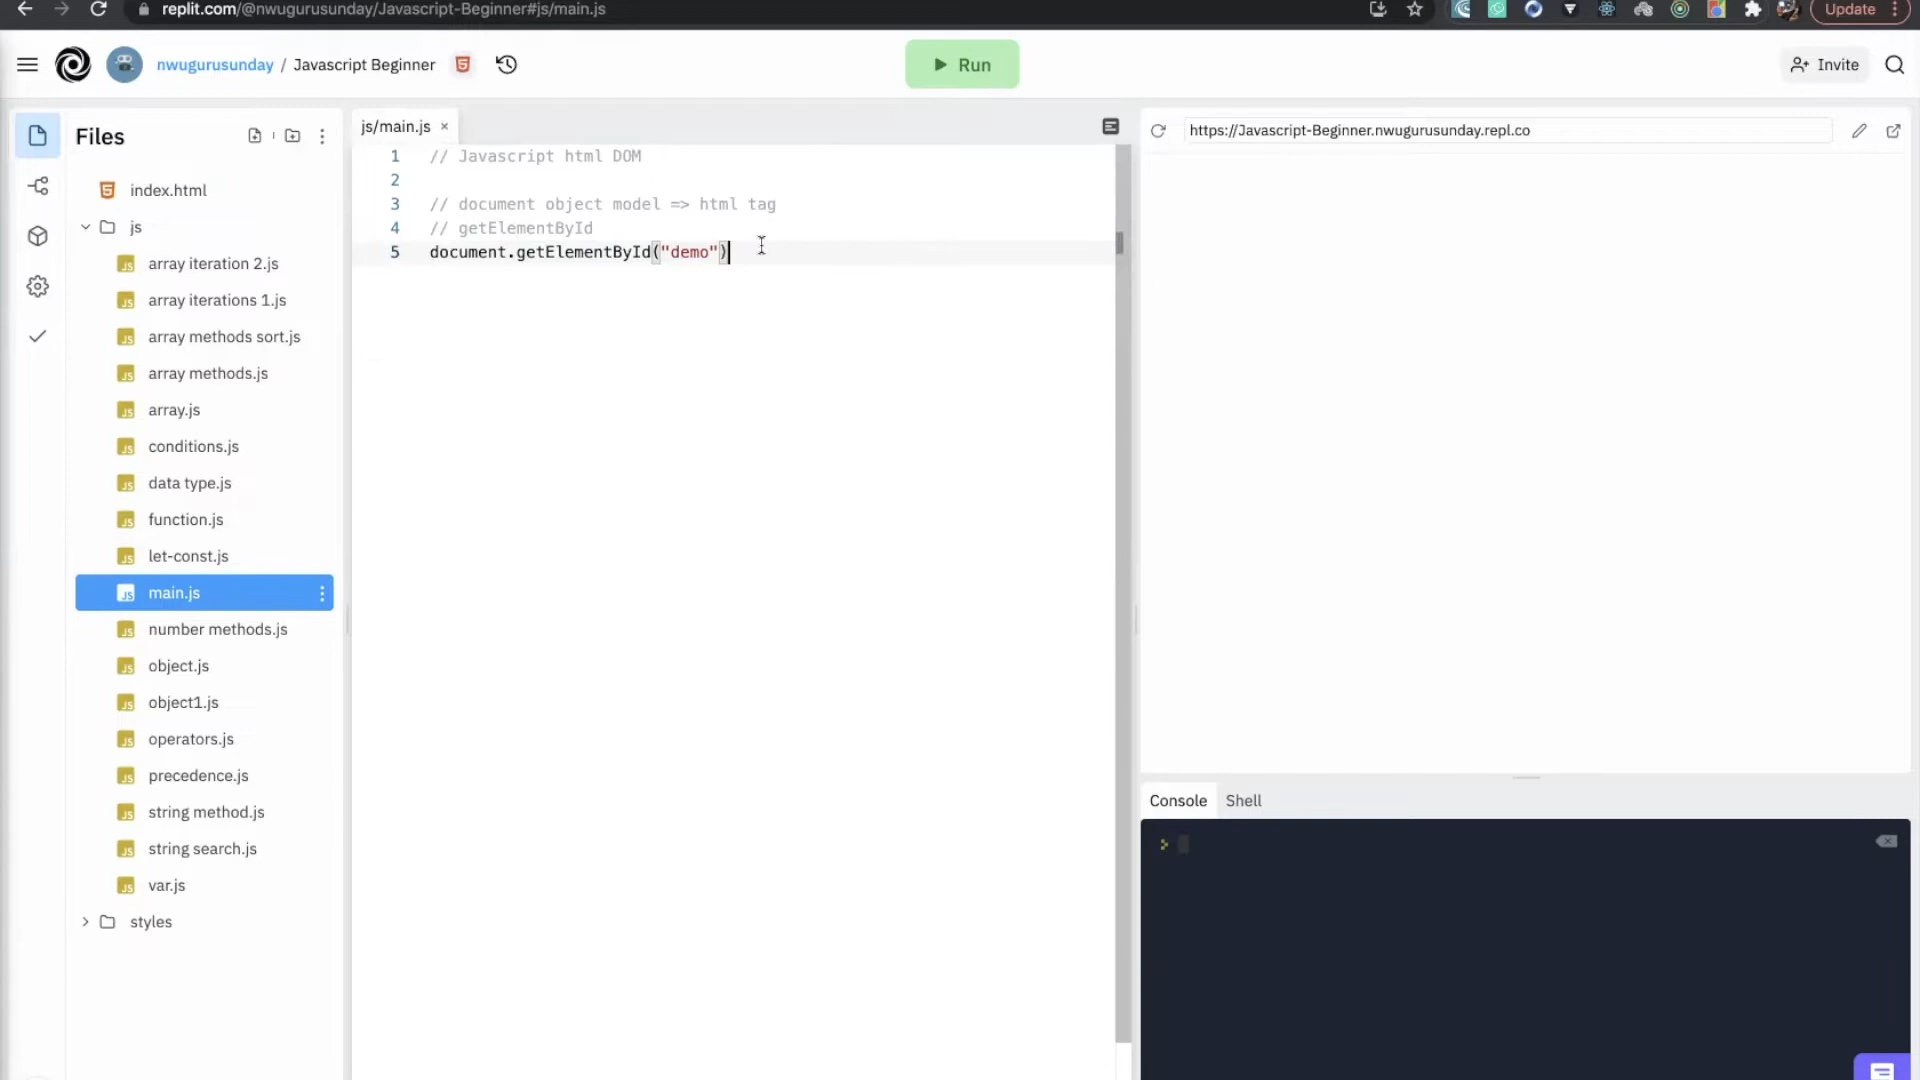 replit.com/@nwugurusunday/Javascript-Beginner#js/main.js
Update
nwugurusunday / Javascript Beginner
Run
Invite
Files
index.html
js
array iteration 2.js
array iterations 1.js
array methods sort.js
array methods.js
array.js
conditions.js
data type.js
function.js
let-const.js
main.js
number methods.js
object.js
object1.js
operators.js
precedence.js
string method.js
string search.js
var.js
styles
js/main.js
1 // Javascript html DOM
2
3 // document object model => html tag
4 // getElementById
5 document.getElementById("demo")
https://Javascript-Beginner.nwugurusunday.repl.co
Console Shell